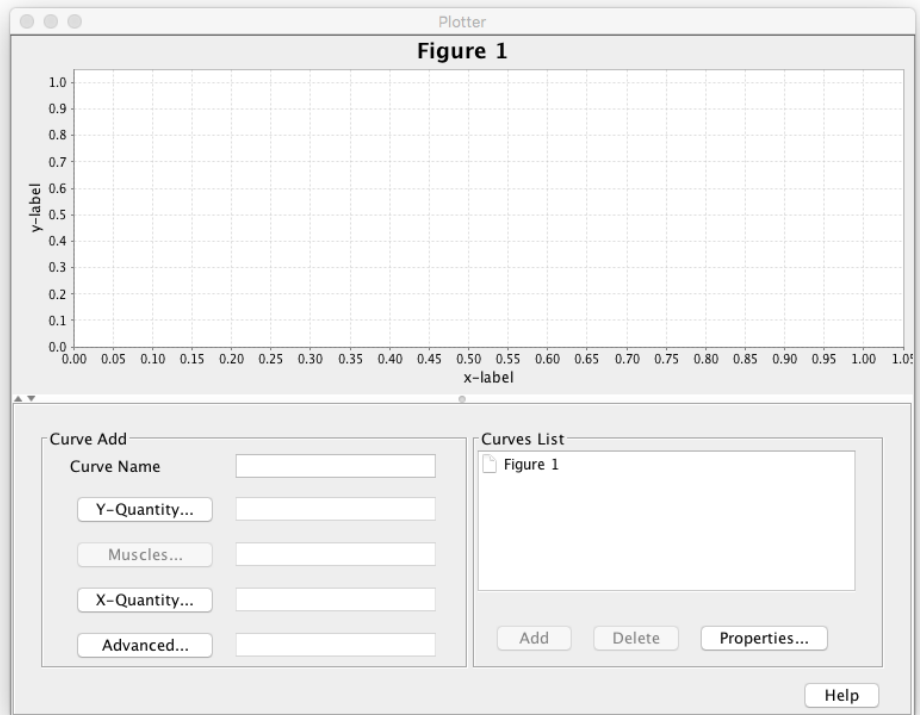 Plotter
Figure 1
1.0
0.9
0.8
0.7
0.6
0.5
0.4
0.3
0.2
0.1
0.0
y-label
0.00 0.05 0.10 0.15 0.20 0.25 0.30 0.35 0.40 0.45 0.50 0.55 0.60 0.65 0.70 0.75 0.80 0.85 0.90 0.95 1.00 1.05
x-label
Curve Add
Curve Name
Y-Quantity...
Muscles...
X-Quantity...
Advanced...
Curves List
Figure 1
Add Delete Properties...
Help